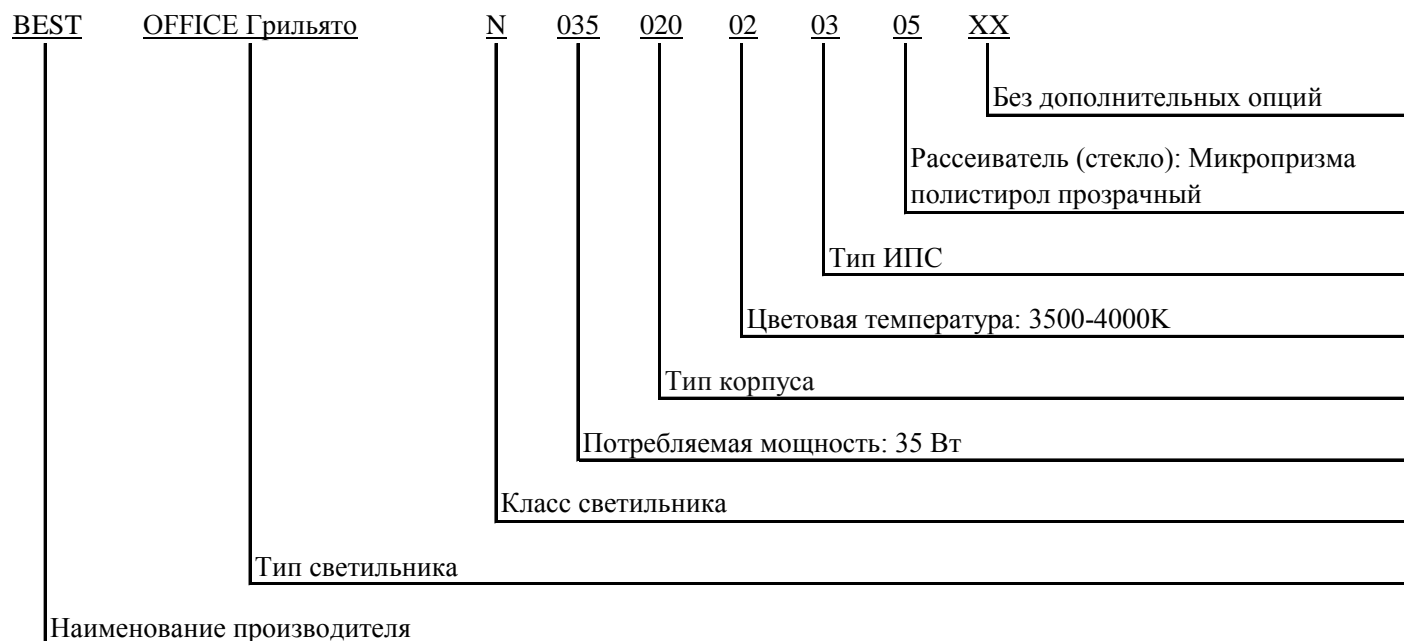 BEST OFFICE Грильято N 035 020 02 03 05 XX
Без дополнительных опций
Рассеиватель (стекло): Микропризма
полистирол прозрачный
Тип ИПС
Цветовая температура: 3500-4000К
Тип корпуса
Потребляемая мощность: 35 Вт
Класс светильника
Тип светильника
Наименование производителя